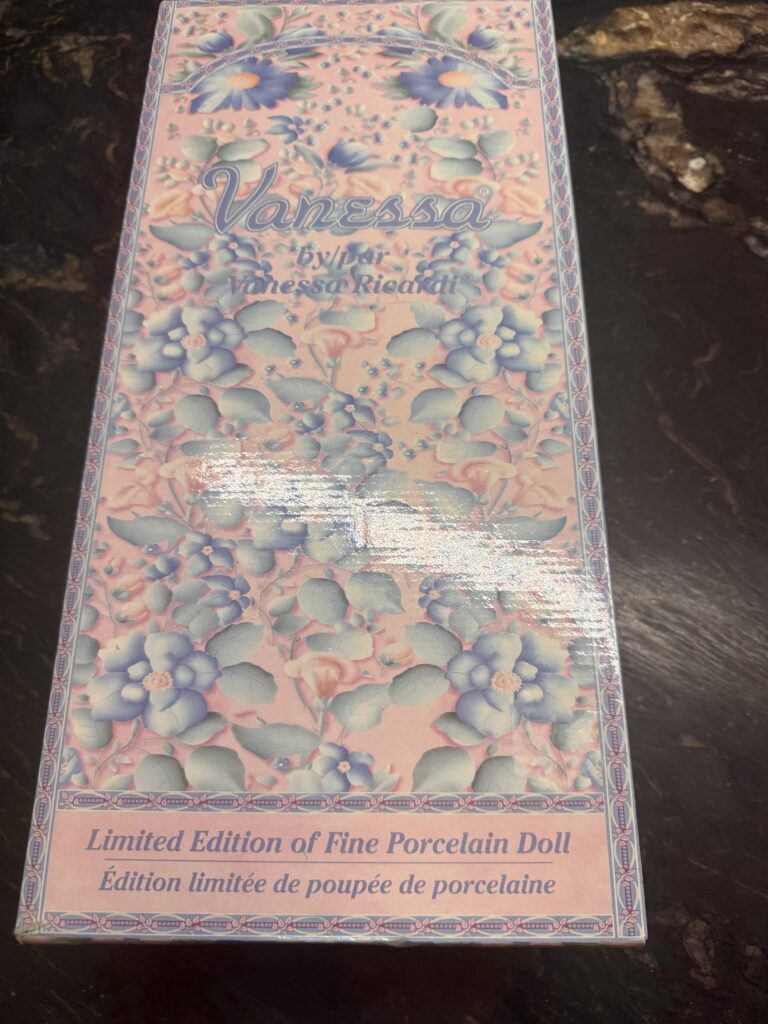 Vanessa®
by/par
Vanessa Ricardi®
Limited Edition of Fine Porcelain Doll
Édition limitée de poupée de porcelaine